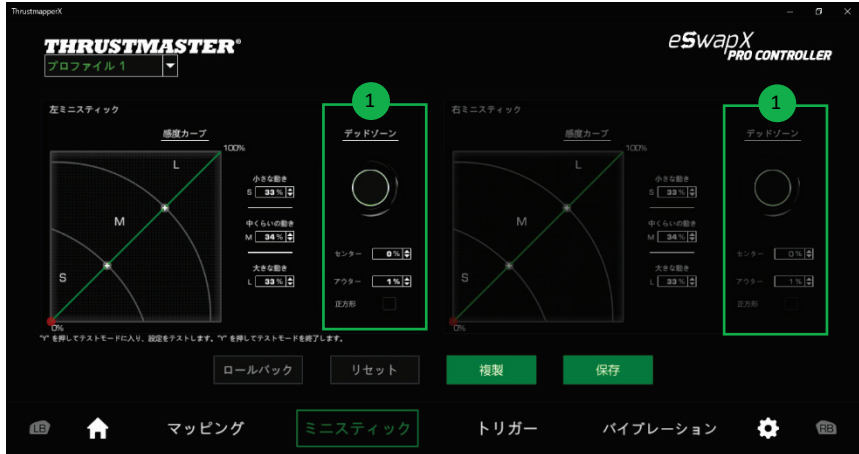 ThrustmapperX
THRUSTMASTER®
eSwapX
PRO CONTROLLER
プロファイル 1
左ミニスティック
感度カーブ
100%
L
M
S
0%
小さな動き
S 33 %
中くらいの動き
M 34 %
大きな動き
L 33 %
1
デッドゾーン
センター 0 %
アウター 1 %
正方形
右ミニスティック
感度カーブ
100%
L
M
S
0%
小さな動き
S 33 %
中くらいの動き
M 34 %
大きな動き
L 33 %
1
デッドゾーン
センター 0 %
アウター 1 %
正方形
"Y" を押してテストモードに入り、設定をテストします。"Y" を押してテストモードを終了します。
ロールバック リセット 複製 保存
LB マッピング ミニスティック トリガー バイブレーション RB